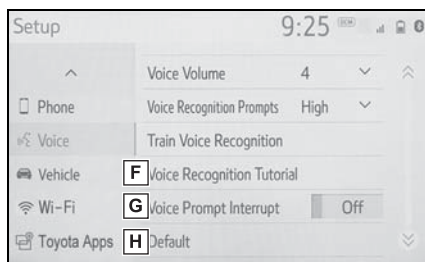 Setup 9:25 DCM
Voice Volume 4
Phone Voice Recognition Prompts High
Voice Train Voice Recognition
Vehicle F Voice Recognition Tutorial
Wi-Fi G Voice Prompt Interrupt Off
Toyota Apps H Default